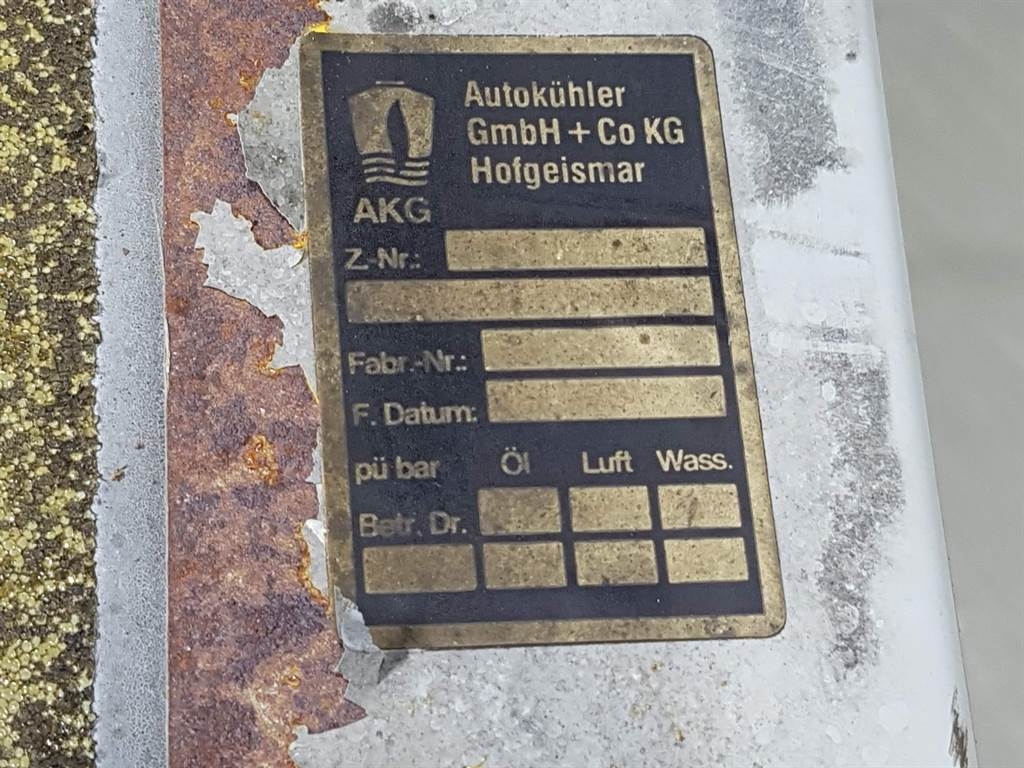 Autokühler
GmbH + Co KG
Hofgeismar
AKG
Z-Nr.:
Fabr.-Nr.:
F. Datum:
pü bar Öl Luft Wass.
Betr. Dr.